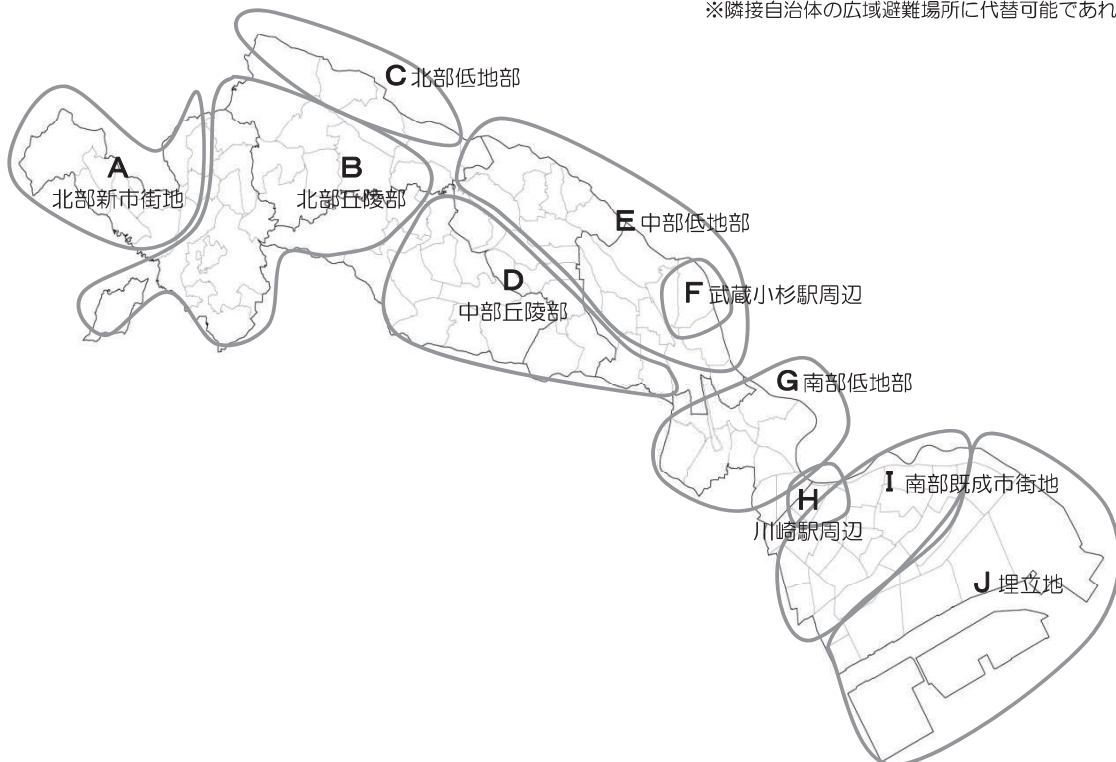 ※隣接自治体の広域避難場所に代替可能であれ
C 北部低地部
A
北部新市街地
B
北部丘陵部
E 中部低地部
D
中部丘陵部
F 武蔵小杉駅周辺
G 南部低地部
I 南部既成市街地
H
川崎駅周辺
J 埋立地